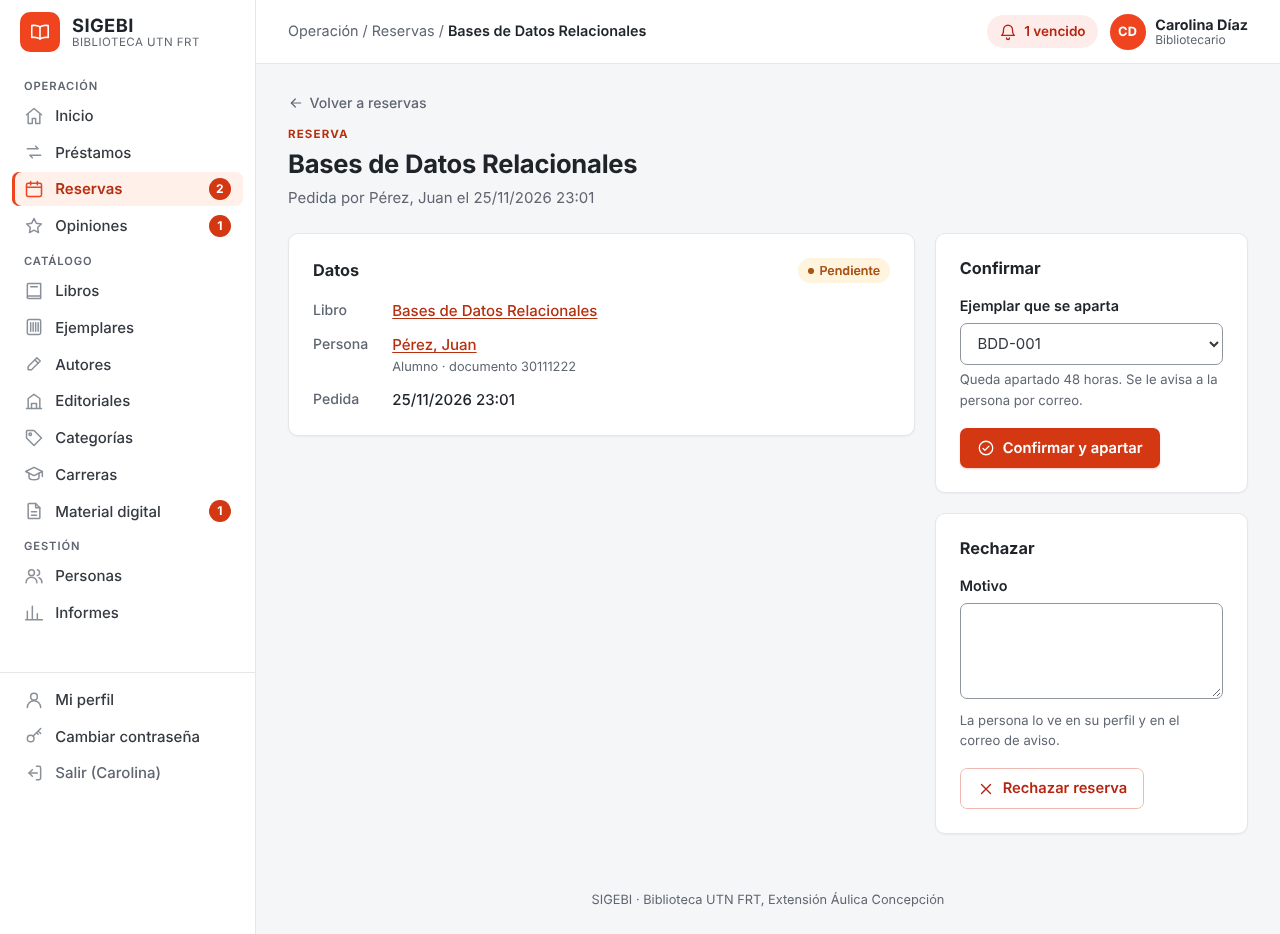 SIGEBI
BIBLIOTECA UTN FRT
OPERACIÓN
Inicio
Préstamos
Reservas 2
Opiniones 1
CATÁLOGO
Libros
Ejemplares
Autores
Editoriales
Categorías
Carreras
Material digital 1
GESTIÓN
Personas
Informes
Mi perfil
Cambiar contraseña
Salir (Carolina)
Operación / Reservas / Bases de Datos Relacionales
1 vencido
CD
Carolina Díaz
Bibliotecario
Volver a reservas
RESERVA
Bases de Datos Relacionales
Pedida por Pérez, Juan el 25/11/2026 23:01
Datos
Pendiente
Libro Bases de Datos Relacionales
Persona Pérez, Juan
Alumno · documento 30111222
Pedida 25/11/2026 23:01
Confirmar
Ejemplar que se aparta
BDD-001
Queda apartado 48 horas. Se le avisa a la
persona por correo.
Confirmar y apartar
Rechazar
Motivo
La persona lo ve en su perfil y en el
correo de aviso.
Rechazar reserva
SIGEBI · Biblioteca UTN FRT, Extensión Áulica Concepción